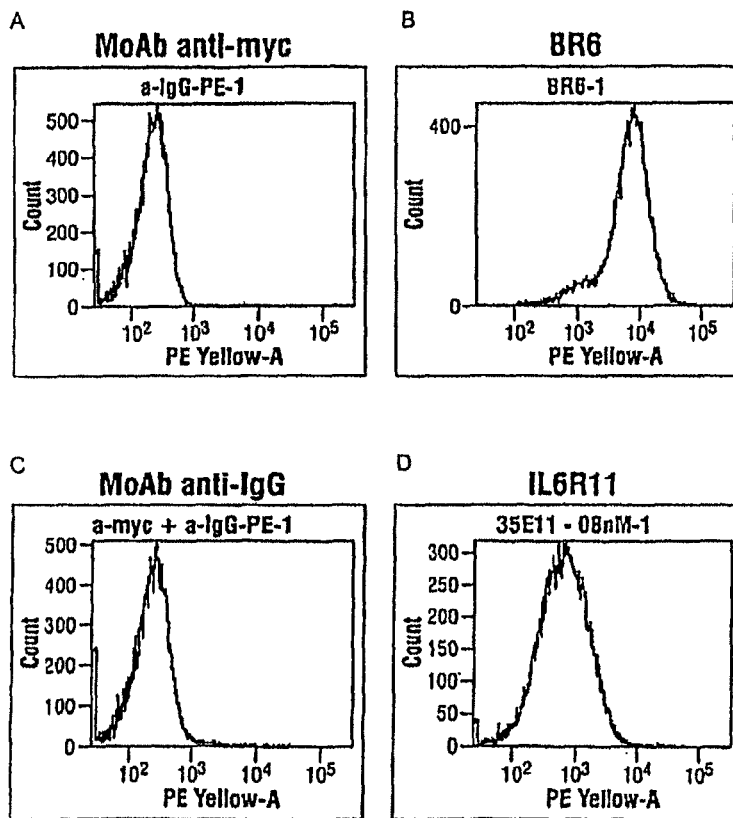 A
MoAb anti-myc
a-IgG-PE-1
500
400
300
200
100
0
Count
10²
10³
10⁴
10⁵
PE Yellow-A
B
BR6
BR6-1
400
0
Count
10²
10³
10⁴
10⁵
PE Yellow-A
C
MoAb anti-IgG
a-myc + a-IgG-PE-1
500
400
300
200
100
0
Count
10²
10³
10⁴
10⁵
PE Yellow-A
D
IL6R11
35E11 - 08nM-1
300
250
200
150
100
50
0
Count
10²
10³
10⁴
10⁵
PE Yellow-A